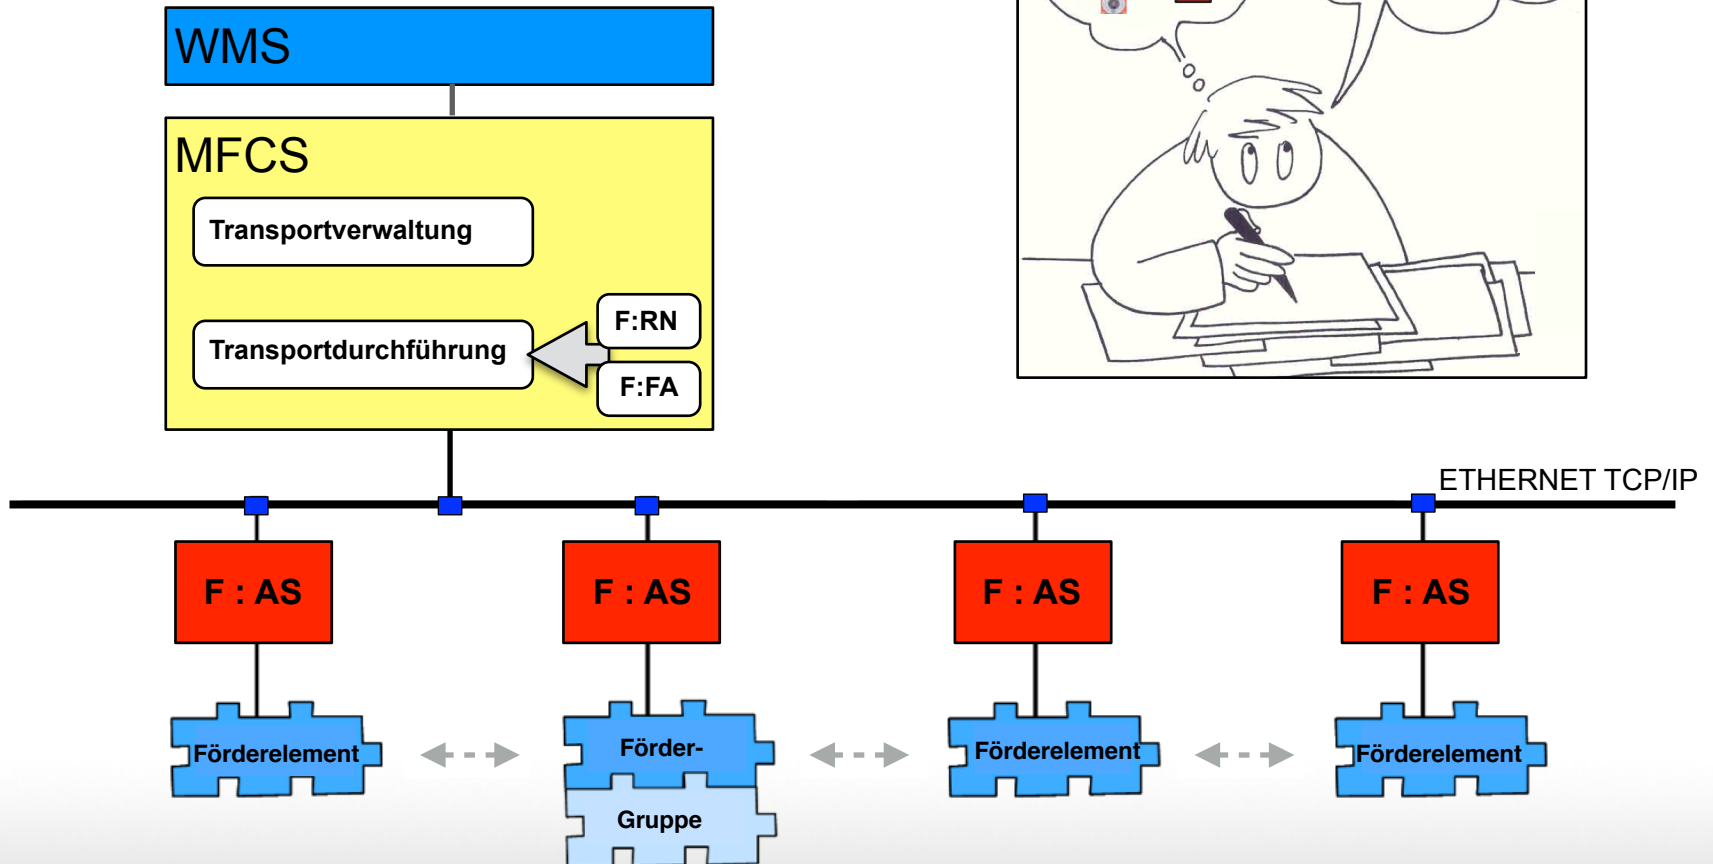 WMS
MFCS
Transportverwaltung
Transportdurchführung
F:RN
F:FA
ETHERNET TCP/IP
F : AS
F : AS
F : AS
F : AS
Förderelement
Förder-
Gruppe
Förderelement
Förderelement